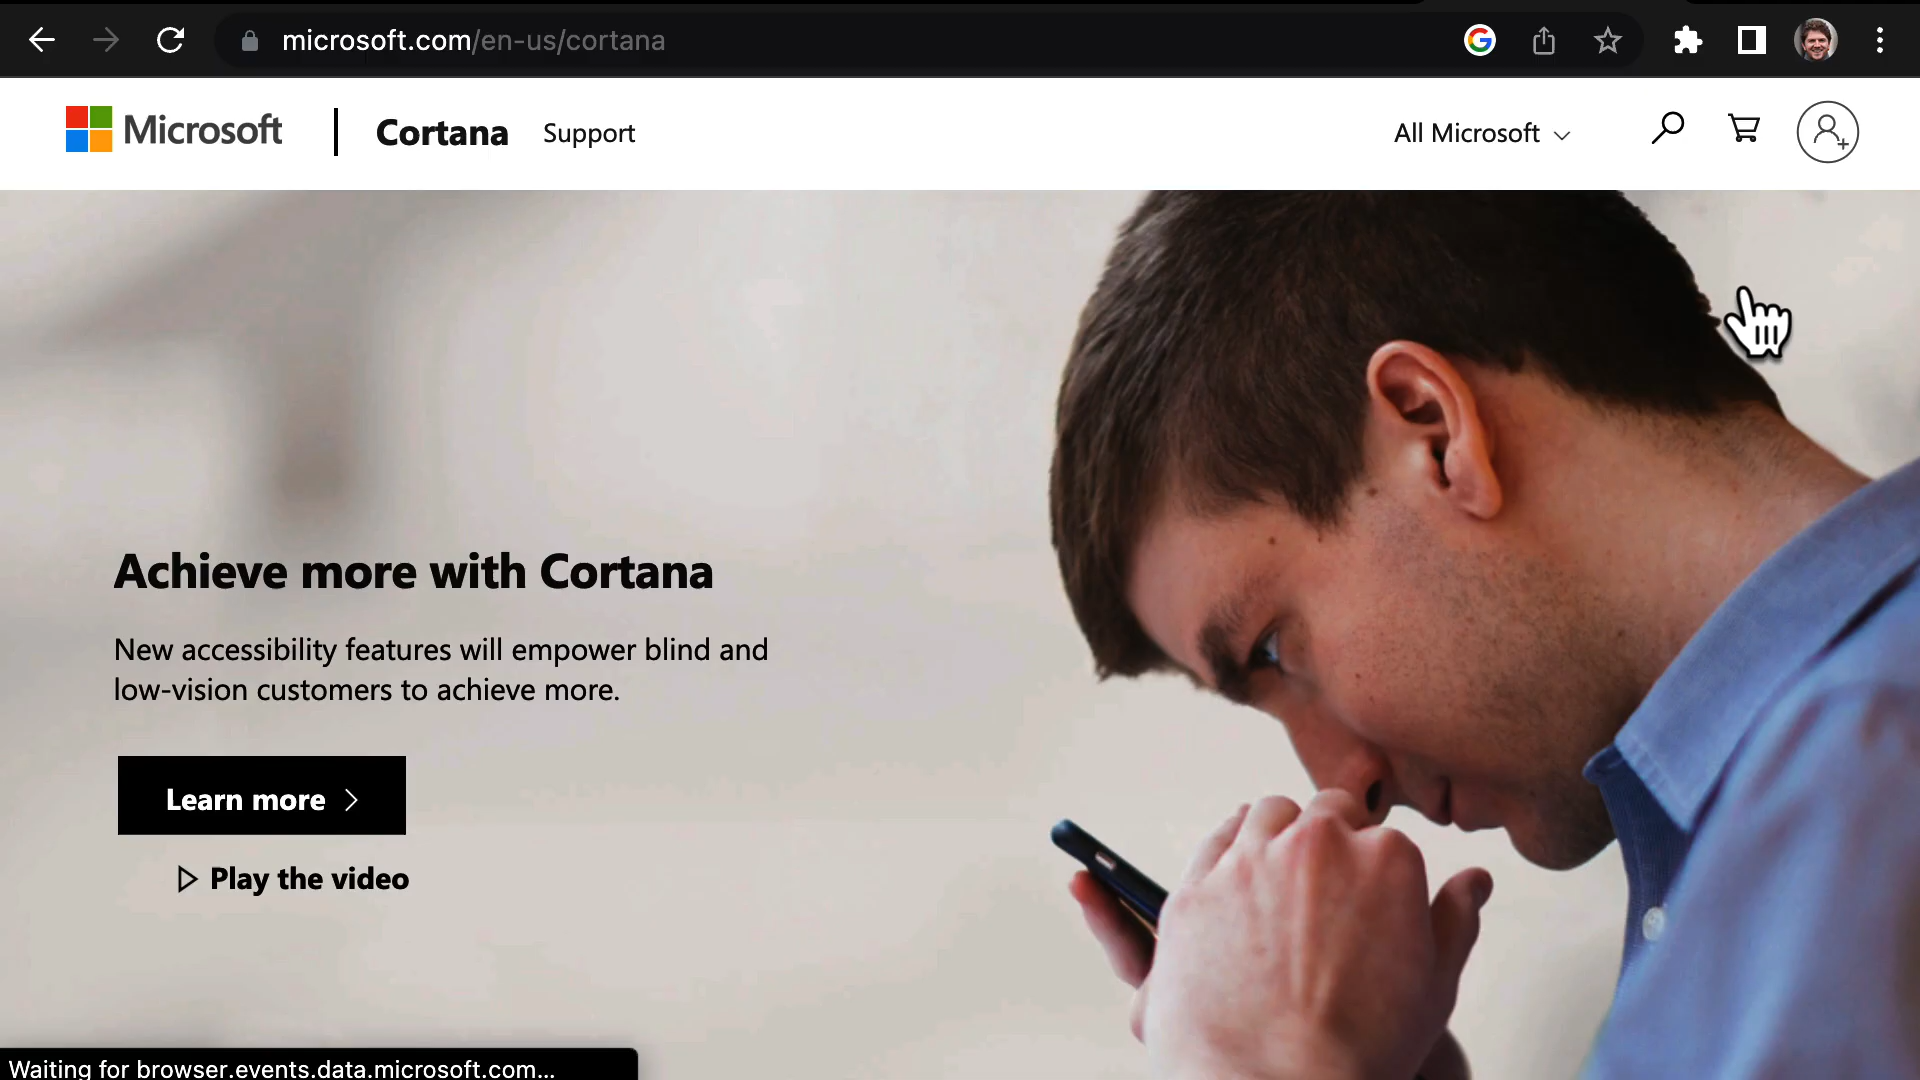 microsoft.com/en-us/cortana
Microsoft
Cortana
Support
All Microsoft
Achieve more with Cortana
New accessibility features will empower blind and
low-vision customers to achieve more.
Learn more
Play the video
Waiting for browser.events.data.microsoft.com...